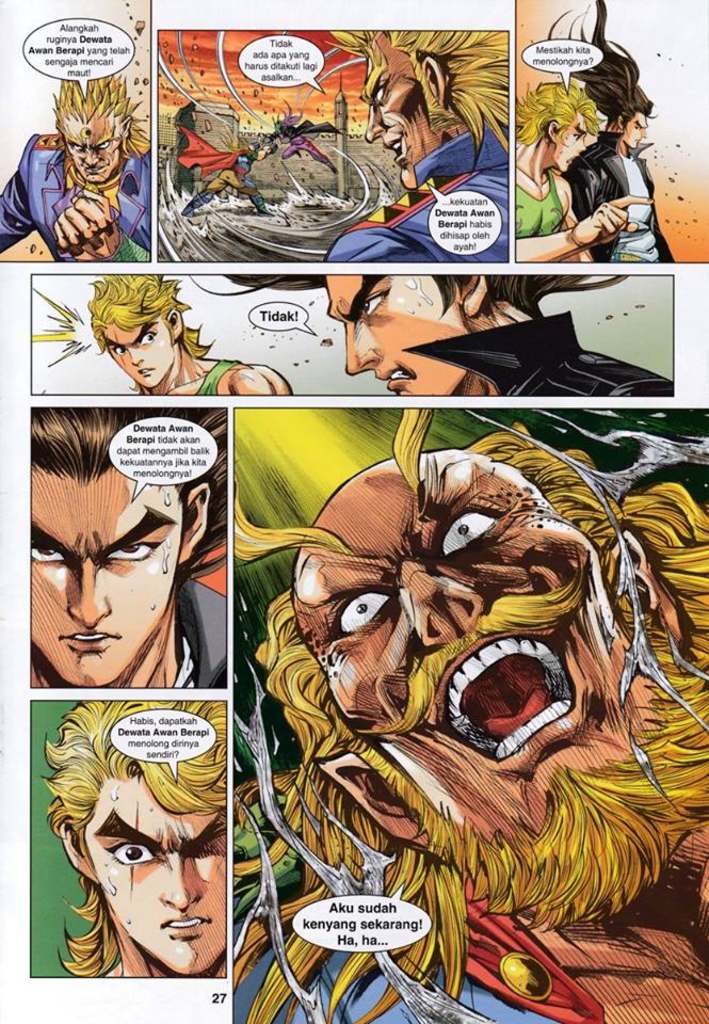 Alangkah
ruginya Dewata
Awan Berapi yang telah
sengaja mencari
maut!
Tidak
ada apa yang
harus ditakuti lagi
asalkan...
...kekuatan
Dewata Awan
Berapi dapat
dihisap oleh
ayah!
Mestikah kita
menolongnya?
Tidak!
Dewata Awan
Berapi tidak akan
dapat mengambil balik
kekuatannya jika kita
menolongnya!
Habis, dapatkah
Dewata Awan Berapi
menolong dirinya
sendiri?
Aku sudah
kenyang sekarang!
Ha, ha...
27